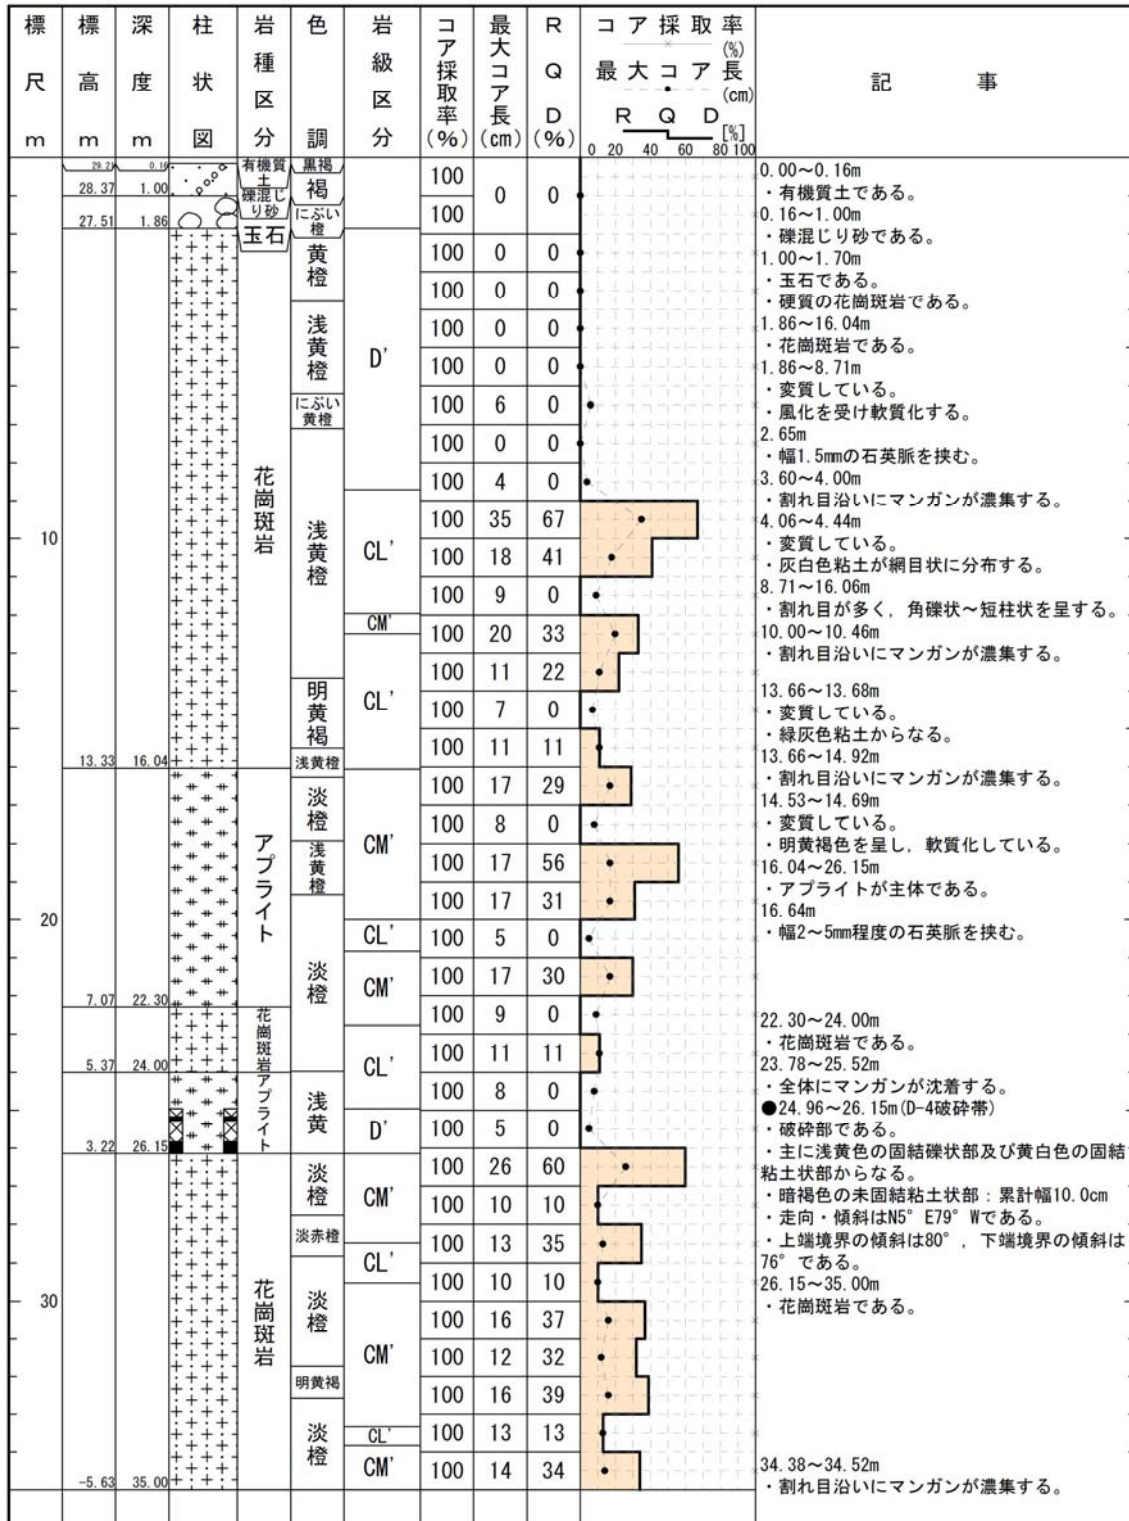 標尺m
標高m
深度m
柱状図
岩種区分
色調
岩級区分
コア採取率(%)
最大コア長(cm)
RQD(%)
コア採取率
(%)
最大コア長
(cm)
R Q D
[%]
0 20 40 60 80 100
記 事
29.21 0.16
28.37 1.00
27.51 1.86
13.33 16.04
7.07 22.30
5.37 24.00
3.22 26.15
-5.63 35.00
10
20
30
有機質土
礫混じり砂
玉石
花崗斑岩
アプライト
花崗斑岩
アプライト
花崗斑岩
黒褐
褐
にぶい橙
黄橙
浅黄橙
にぶい黄橙
浅黄橙
明黄褐
浅黄橙
淡橙
浅黄橙
淡橙
浅黄
淡橙
淡赤橙
淡橙
明黄褐
淡橙
D'
CL'
CM'
CL'
CM'
CL'
CM'
CL'
D'
CM'
CL'
CM'
CL'
CM'
100 0 0
100
100 0 0
100 0 0
100 0 0
100 0 0
100 6 0
100 0 0
100 4 0
100 35 67
100 18 41
100 9 0
100 20 33
100 11 22
100 7 0
100 11 11
100 17 29
100 8 0
100 17 56
100 17 31
100 5 0
100 17 30
100 9 0
100 11 11
100 8 0
100 5 0
100 26 60
100 10 10
100 13 35
100 10 10
100 16 37
100 12 32
100 16 39
100 13 13
100 14 34
0.00～0.16m
・有機質土である。
0.16～1.00m
・礫混じり砂である。
1.00～1.70m
・玉石である。
・硬質の花崗斑岩である。
1.86～16.04m
・花崗斑岩である。
1.86～8.71m
・変質している。
・風化を受け軟質化する。
2.65m
・幅1.5mmの石英脈を挟む。
3.60～4.00m
・割れ目沿いにマンガンが濃集する。
4.06～4.44m
・変質している。
・灰白色粘土が網目状に分布する。
8.71～16.06m
・割れ目が多く，角礫状～短柱状を呈する。
10.00～10.46m
・割れ目沿いにマンガンが濃集する。
13.66～13.68m
・変質している。
・緑灰色粘土からなる。
13.66～14.92m
・割れ目沿いにマンガンが濃集する。
14.53～14.69m
・変質している。
・明黄褐色を呈し，軟質化している。
16.04～26.15m
・アプライトが主体である。
16.64m
・幅2～5mm程度の石英脈を挟む。
22.30～24.00m
・花崗斑岩である。
23.78～25.52m
・全体にマンガンが沈着する。
●24.96～26.15m(D-4破砕帯)
・破砕部である。
・主に浅黄色の固結礫状部及び黄白色の固結
粘土状部からなる。
・暗褐色の未固結粘土状部：累計幅10.0cm
・走向・傾斜はN5°E79°Wである。
・上端境界の傾斜は80°，下端境界の傾斜は
76°である。
26.15～35.00m
・花崗斑岩である。
34.38～34.52m
・割れ目沿いにマンガンが濃集する。